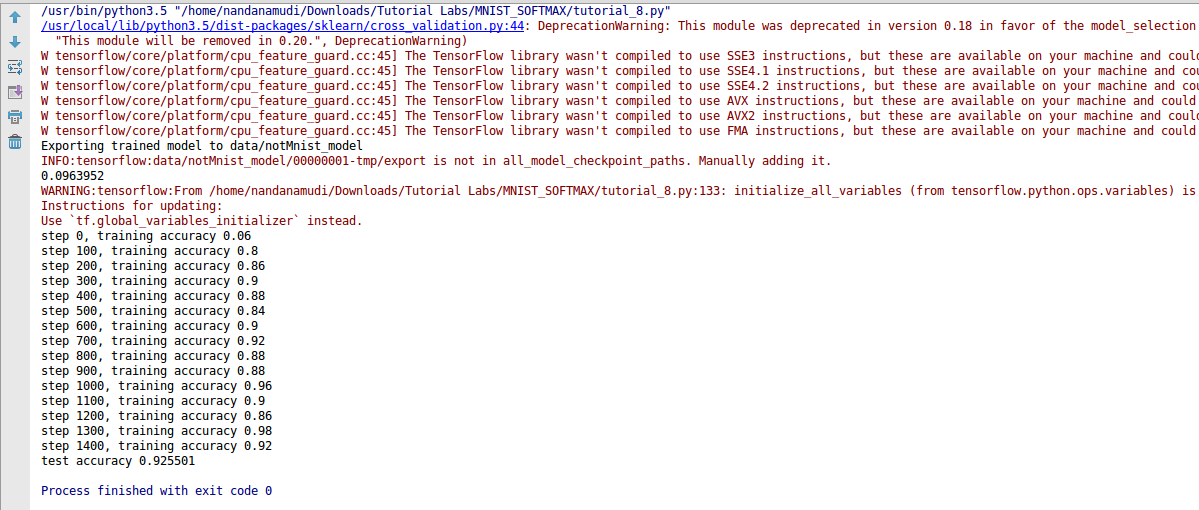 /usr/bin/python3.5 "/home/nandanamudi/Downloads/Tutorial Labs/MNIST_SOFTMAX/tutorial_8.py"
/usr/local/lib/python3.5/dist-packages/sklearn/cross_validation.py:44: DeprecationWarning: This module was deprecated in version 0.18 in favor of the model_selection
"This module will be removed in 0.20.", DeprecationWarning)
W tensorflow/core/platform/cpu_feature_guard.cc:45] The TensorFlow library wasn't compiled to use SSE3 instructions, but these are available on your machine and could
W tensorflow/core/platform/cpu_feature_guard.cc:45] The TensorFlow library wasn't compiled to use SSE4.1 instructions, but these are available on your machine and cou
W tensorflow/core/platform/cpu_feature_guard.cc:45] The TensorFlow library wasn't compiled to use SSE4.2 instructions, but these are available on your machine and cou
W tensorflow/core/platform/cpu_feature_guard.cc:45] The TensorFlow library wasn't compiled to use AVX instructions, but these are available on your machine and could
W tensorflow/core/platform/cpu_feature_guard.cc:45] The TensorFlow library wasn't compiled to use AVX2 instructions, but these are available on your machine and could
W tensorflow/core/platform/cpu_feature_guard.cc:45] The TensorFlow library wasn't compiled to use FMA instructions, but these are available on your machine and could
Exporting trained model to data/notMnist_model
INFO:tensorflow:data/notMnist_model/00000001-tmp/export is not in all_model_checkpoint_paths. Manually adding it.
0.0963952
WARNING:tensorflow:From /home/nandanamudi/Downloads/Tutorial Labs/MNIST_SOFTMAX/tutorial_8.py:133: initialize_all_variables (from tensorflow.python.ops.variables) is
Instructions for updating:
Use `tf.global_variables_initializer` instead.
step 0, training accuracy 0.06
step 100, training accuracy 0.8
step 200, training accuracy 0.86
step 300, training accuracy 0.9
step 400, training accuracy 0.88
step 500, training accuracy 0.84
step 600, training accuracy 0.9
step 700, training accuracy 0.92
step 800, training accuracy 0.88
step 900, training accuracy 0.88
step 1000, training accuracy 0.96
step 1100, training accuracy 0.9
step 1200, training accuracy 0.86
step 1300, training accuracy 0.98
step 1400, training accuracy 0.92
test accuracy 0.925501
Process finished with exit code 0